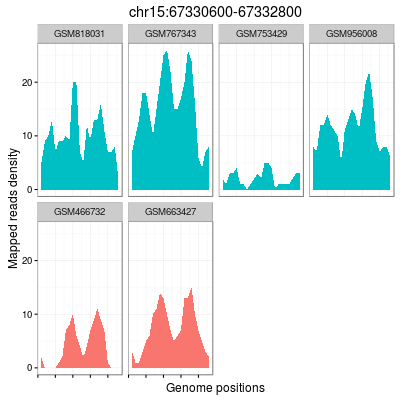 chr15:67330600-67332800
GSM818031 GSM767343 GSM753429 GSM956008
20
10
0
GSM466732 GSM663427
20
10
0
Mapped reads density
Genome positions